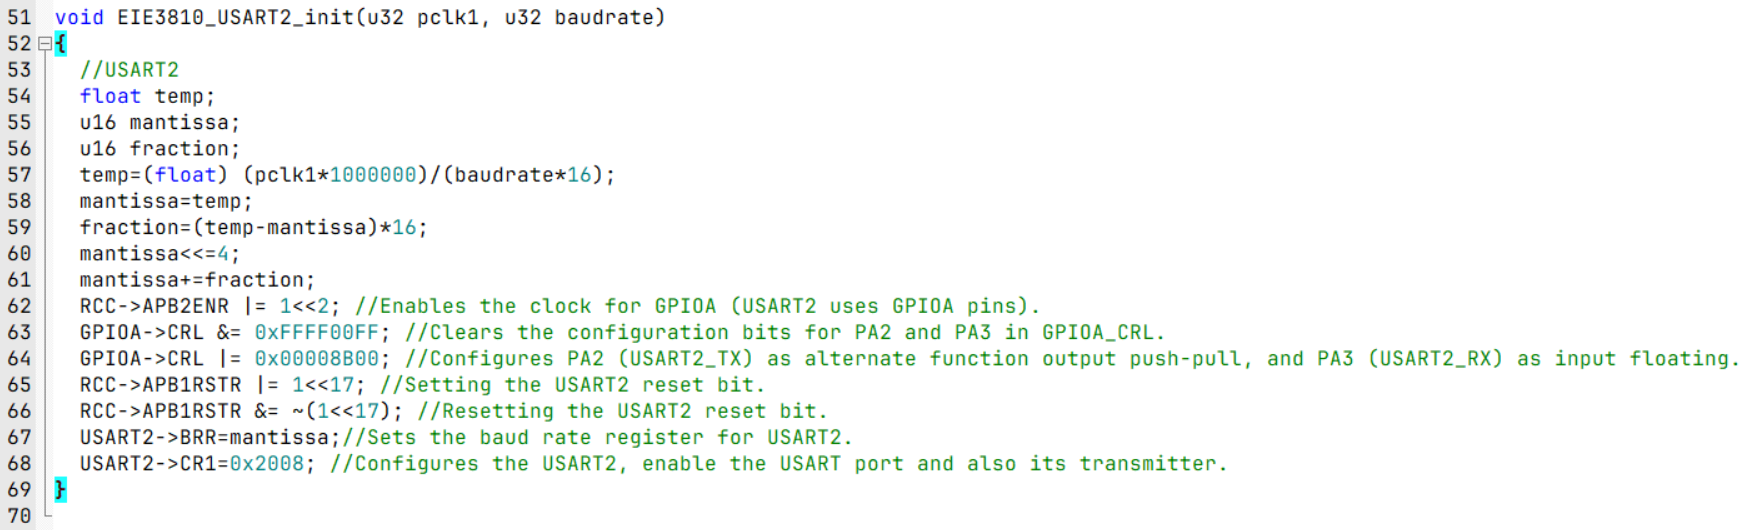 51 void EIE3810_USART2_init(u32 pclk1, u32 baudrate)
52 {
53 //USART2
54 float temp;
55 u16 mantissa;
56 u16 fraction;
57 temp=(float) (pclk1*1000000)/(baudrate*16);
58 mantissa=temp;
59 fraction=(temp-mantissa)*16;
60 mantissa<<=4;
61 mantissa+=fraction;
62 RCC->APB2ENR |= 1<<2; //Enables the clock for GPIOA (USART2 uses GPIOA pins).
63 GPIOA->CRL &= 0xFFFF00FF; //Clears the configuration bits for PA2 and PA3 in GPIOA_CRL.
64 GPIOA->CRL |= 0x00008B00; //Configures PA2 (USART2_TX) as alternate function output push-pull, and PA3 (USART2_RX) as input floating.
65 RCC->APB1RSTR |= 1<<17; //Setting the USART2 reset bit.
66 RCC->APB1RSTR &= ~(1<<17); //Resetting the USART2 reset bit.
67 USART2->BRR=mantissa;//Sets the baud rate register for USART2.
68 USART2->CR1=0x2008; //Configures the USART2, enable the USART port and also its transmitter.
69 }
70